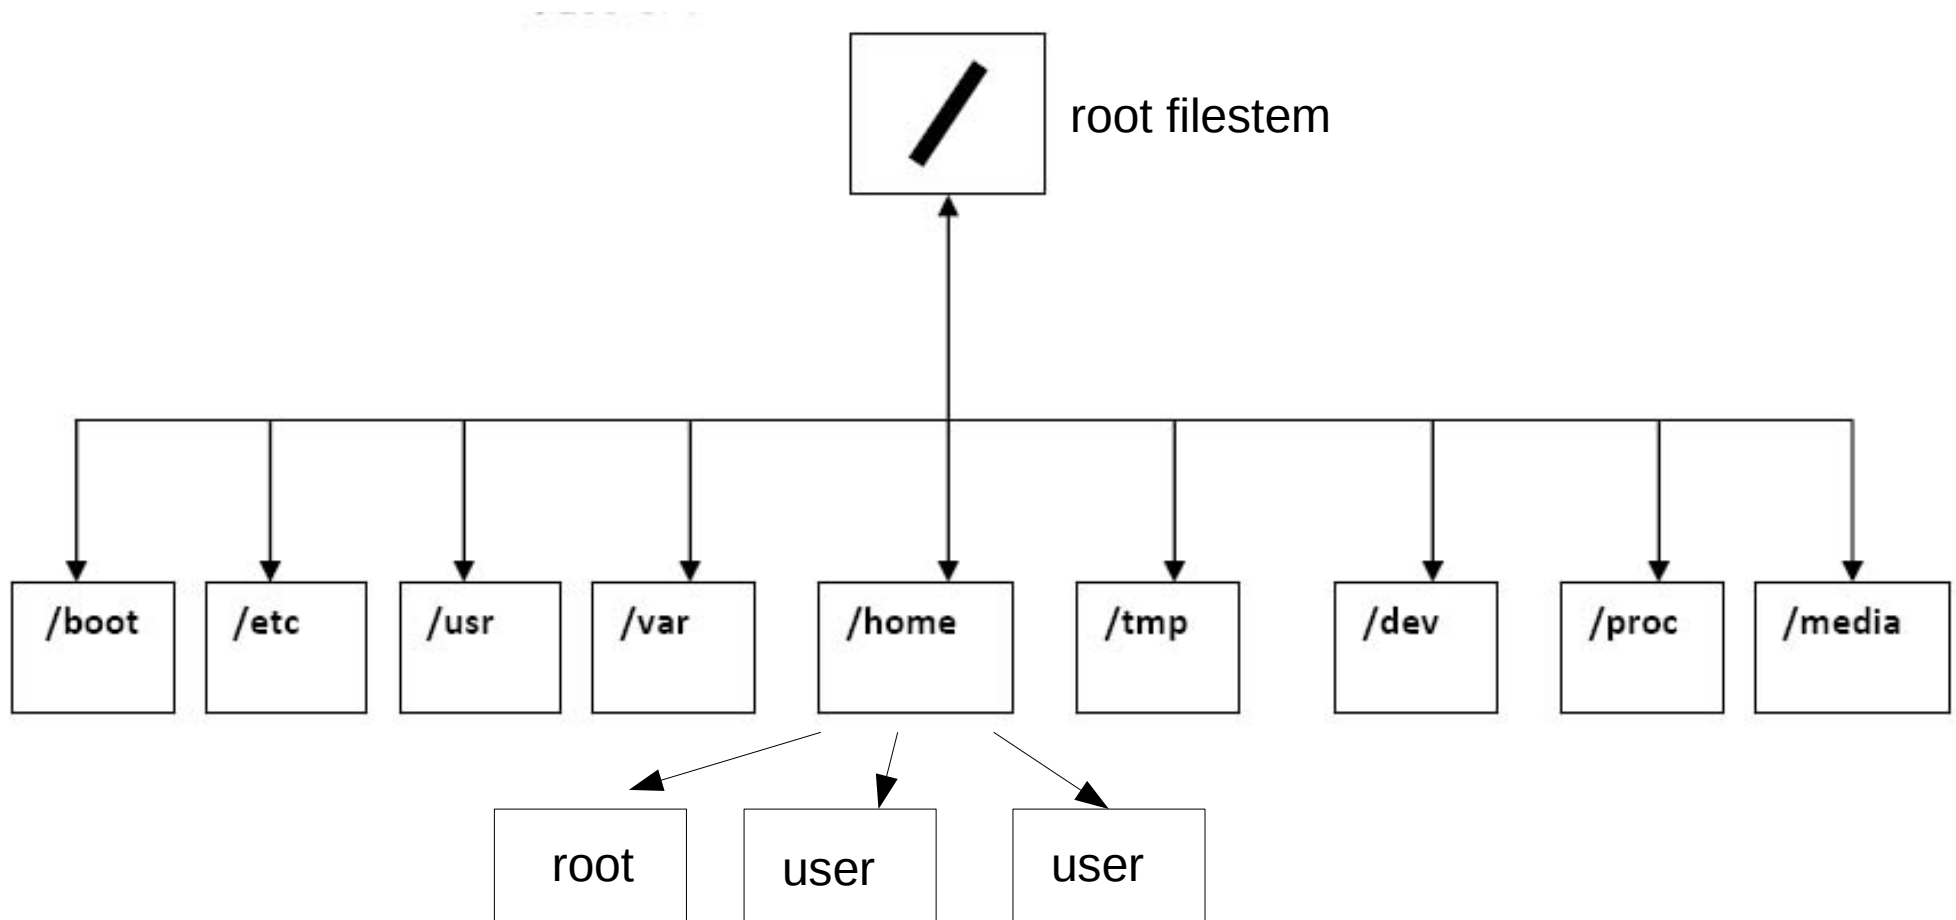 /
root filestem
/boot
/etc
/usr
/var
/home
/tmp
/dev
/proc
/media
root
user
user